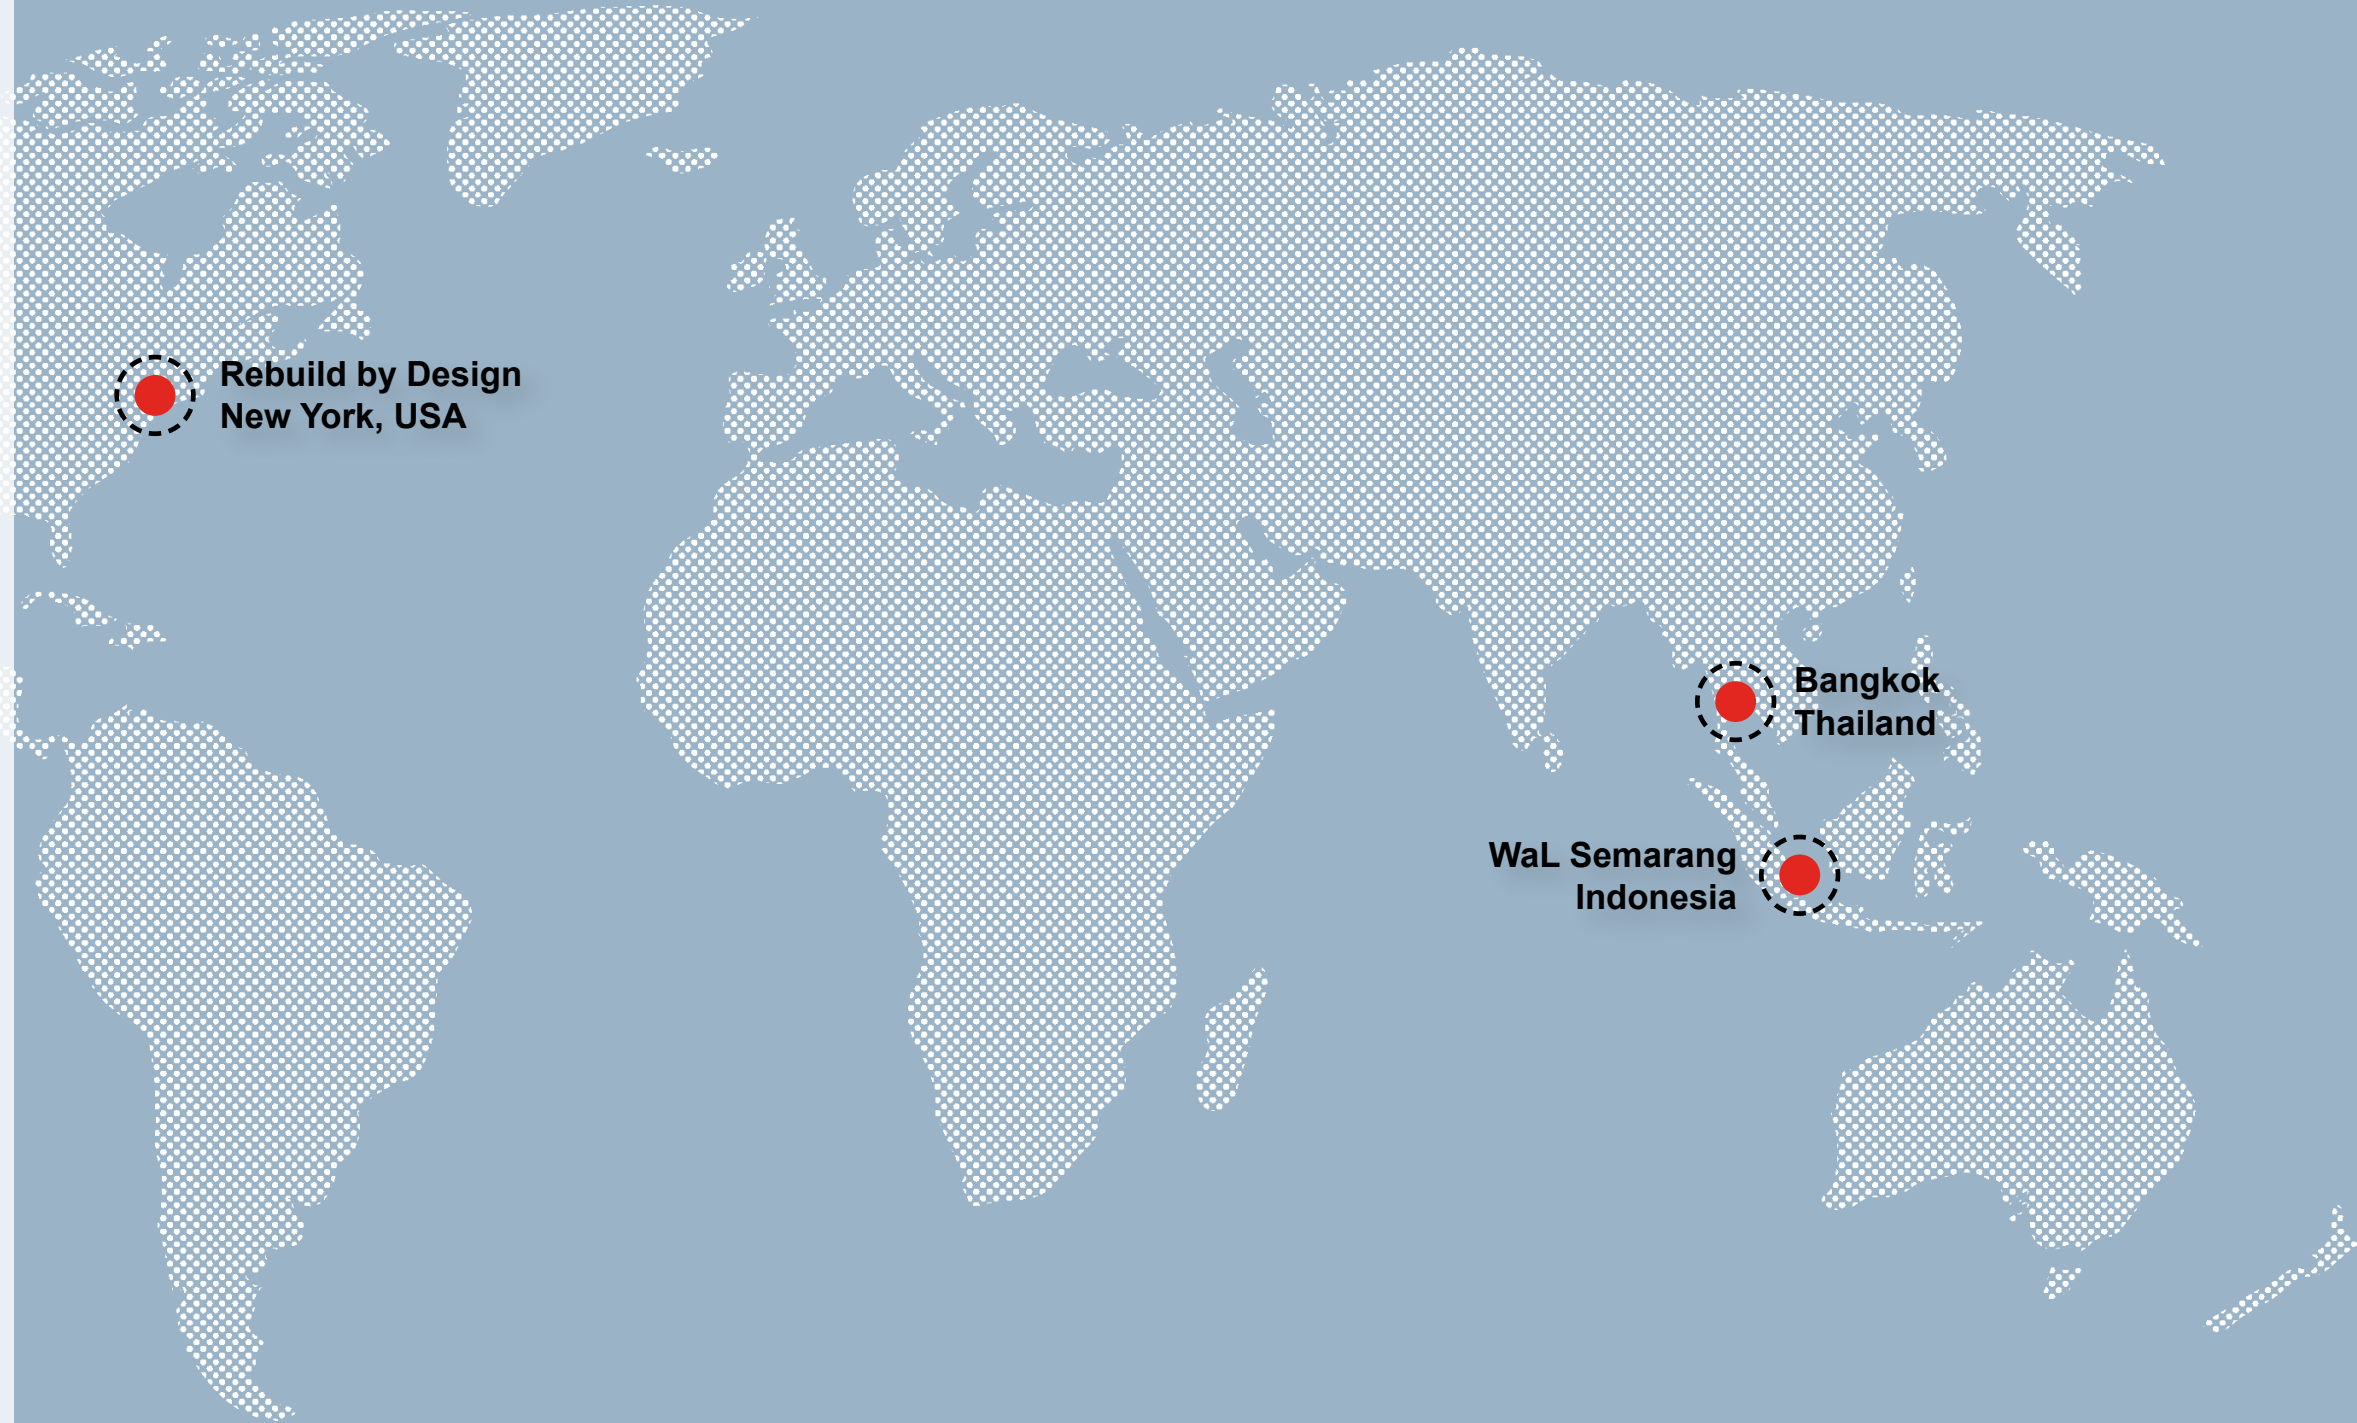 Rebuild by Design
New York, USA
Bangkok
Thailand
WaL Semarang
Indonesia